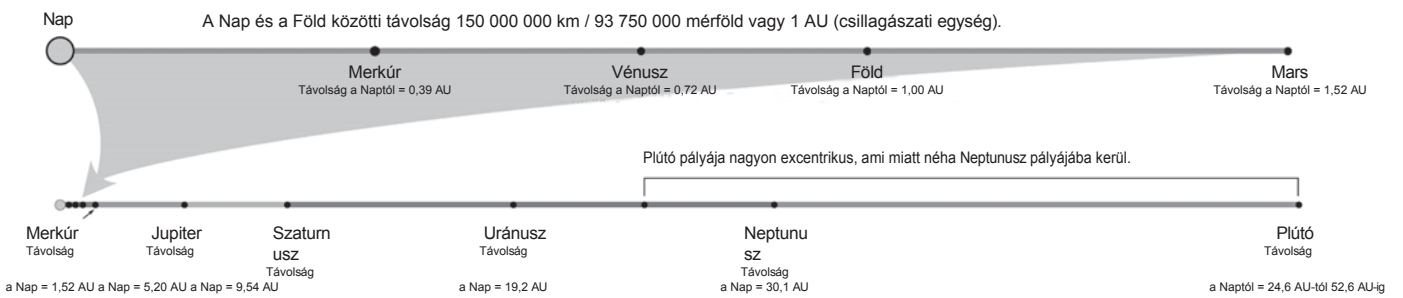 Nap
A Nap és a Föld közötti távolság 150 000 000 km / 93 750 000 mérföld vagy 1 AU (csillagászati egység).
Merkúr
Távolság a Naptól = 0,39 AU
Vénusz
Távolság a Naptól = 0,72 AU
Föld
Távolság a Naptól = 1,00 AU
Mars
Távolság a Naptól = 1,52 AU
Plútó pályája nagyon excentrikus, ami miatt néha Neptunusz pályájába kerül.
Merkúr
Távolság
Jupiter
Távolság
Szaturn
usz
Távolság
Uránusz
Távolság
Neptunu
sz
Távolság
Plútó
Távolság
a Nap = 1,52 AU a Nap = 5,20 AU a Nap = 9,54 AU
a Nap = 19,2 AU
a Nap = 30,1 AU
a Naptól = 24,6 AU-tól 52,6 AU-ig